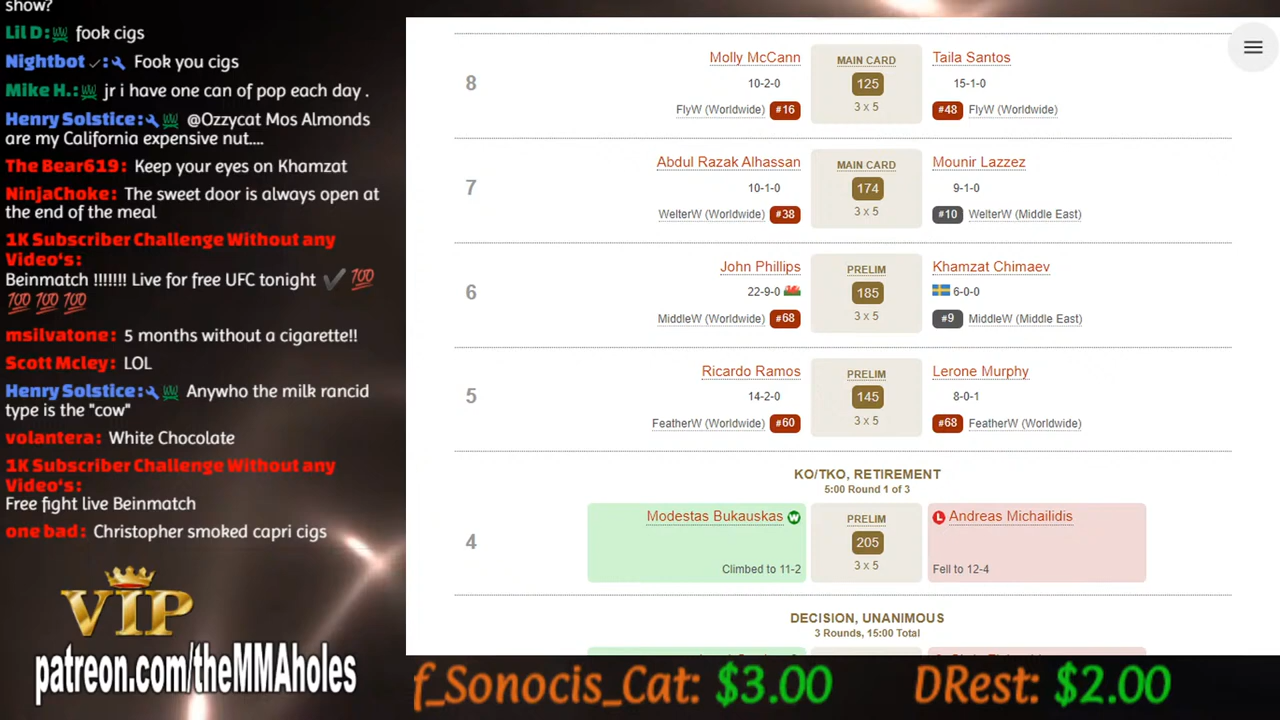 show?
Lil D: fook cigs
Nightbot ✓: Fook you cigs
Mike H.: jr i have one can of pop each day .
Henry Solstice: @Ozzycat Mos Almonds
are my California expensive nut....
The Bear619: Keep your eyes on Khamzat
NinjaChoke: The sweet door is always open at
the end of the meal
1K Subscriber Challenge Without any
Video's:
Beinmatch !!!!!!! Live for free UFC tonight ✔️ 💯
💯 💯 💯
msilvatone: 5 months without a cigarette!!
Scott Mcley: LOL
Henry Solstice: Anywho the milk rancid
type is the "cow"
volantera: White Chocolate
1K Subscriber Challenge Without any
Video's:
Free fight live Beinmatch
one bad: Christopher smoked capri cigs
VIP
patreon.com/theMMAholes
8
Molly McCann
10-2-0
FlyW (Worldwide) #16
MAIN CARD
125
3 x 5
Taila Santos
15-1-0
#48 FlyW (Worldwide)
7
Abdul Razak Alhassan
10-1-0
WelterW (Worldwide) #38
MAIN CARD
174
3 x 5
Mounir Lazzez
9-1-0
#10 WelterW (Middle East)
6
John Phillips
22-9-0
MiddleW (Worldwide) #68
PRELIM
185
3 x 5
Khamzat Chimaev
6-0-0
#9 MiddleW (Middle East)
5
Ricardo Ramos
14-2-0
FeatherW (Worldwide) #60
PRELIM
145
3 x 5
Lerone Murphy
8-0-1
#68 FeatherW (Worldwide)
KO/TKO, RETIREMENT
5:00 Round 1 of 3
4
Modestas Bukauskas W
Climbed to 11-2
PRELIM
205
3 x 5
L Andreas Michailidis
Fell to 12-4
DECISION, UNANIMOUS
3 Rounds, 15:00 Total
f_Sonocis_Cat: $3.00 DRest: $2.00